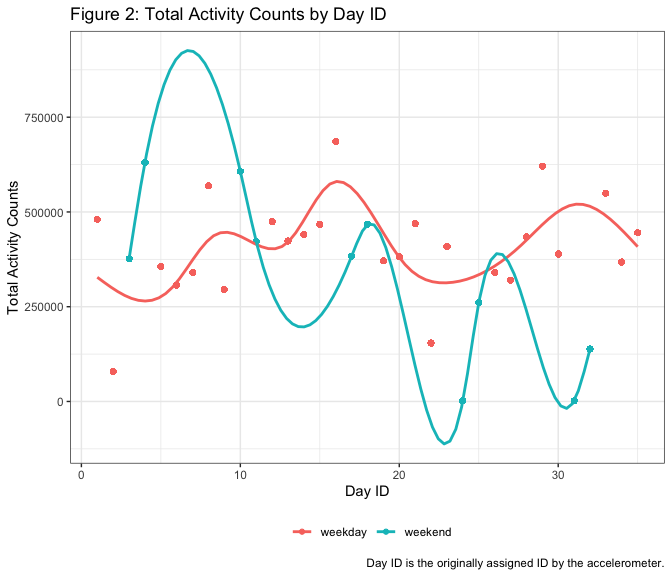 Figure 2: Total Activity Counts by Day ID
750000
500000
250000
0
Total Activity Counts
0 10 20 30
Day ID
weekday weekend
Day ID is the originally assigned ID by the accelerometer.